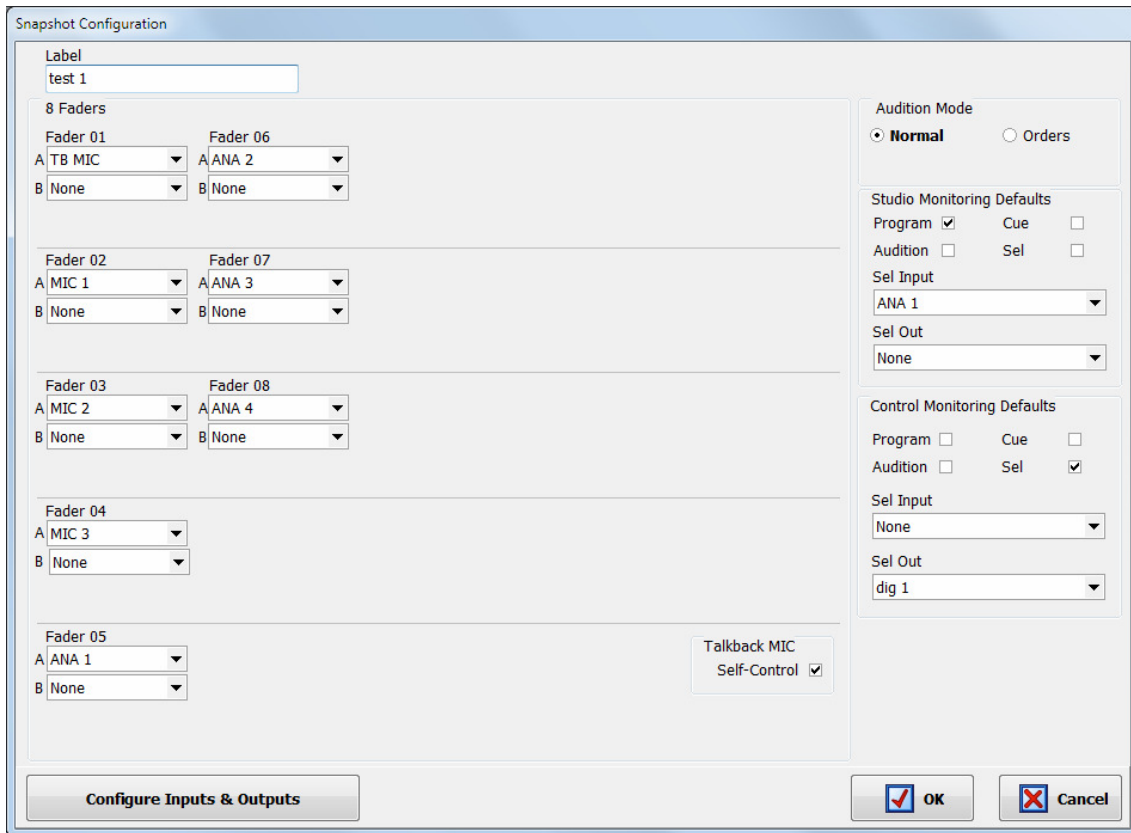 Snapshot Configuration
Label
test 1
8 Faders
Fader 01
A TB MIC
B None
Fader 06
A ANA 2
B None
Fader 02
A MIC 1
B None
Fader 07
A ANA 3
B None
Fader 03
A MIC 2
B None
Fader 08
A ANA 4
B None
Fader 04
A MIC 3
B None
Fader 05
A ANA 1
B None
Talkback MIC
Self-Control
Audition Mode
Normal Orders
Studio Monitoring Defaults
Program Cue
Audition Sel
Sel Input
ANA 1
Sel Out
None
Control Monitoring Defaults
Program Cue
Audition Sel
Sel Input
None
Sel Out
dig 1
Configure Inputs & Outputs
OK
Cancel